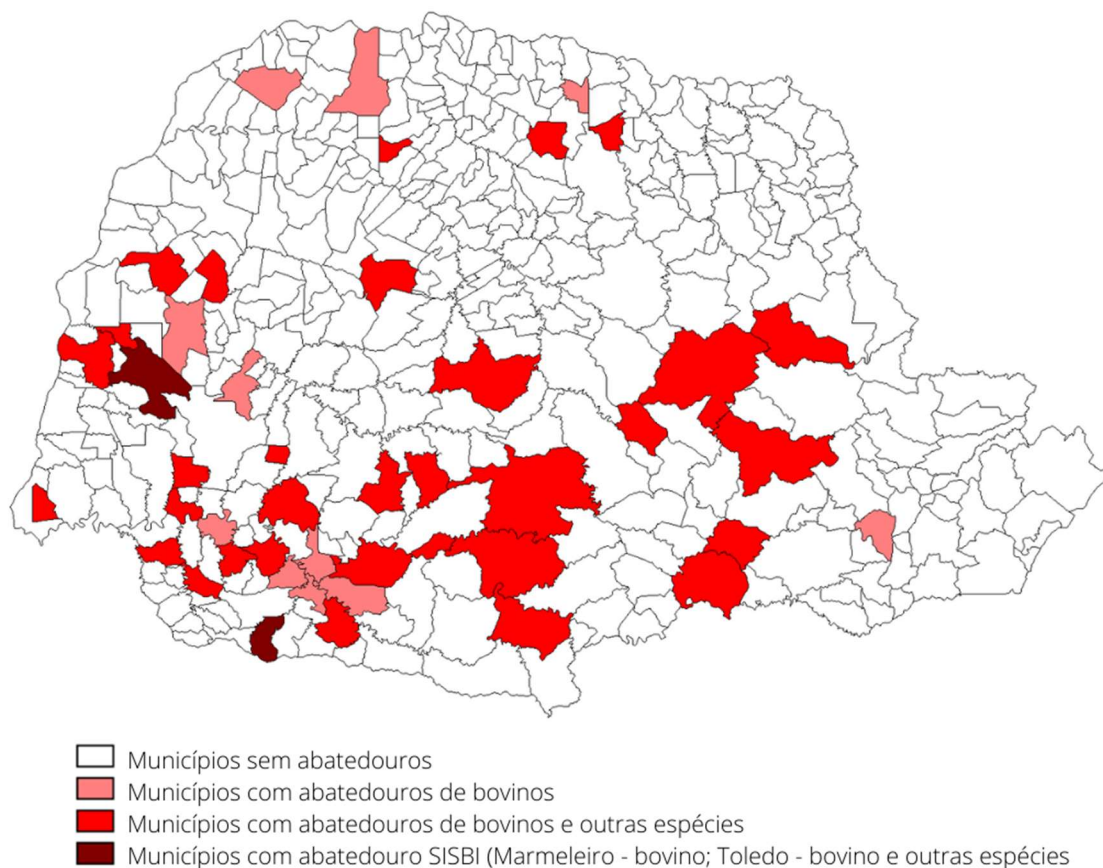 Municípios sem abatedouros
Municípios com abatedouros de bovinos
Municípios com abatedouros de bovinos e outras espécies
Municípios com abatedouro SISBI (Marmeleiro - bovino; Toledo - bovino e outras espécies